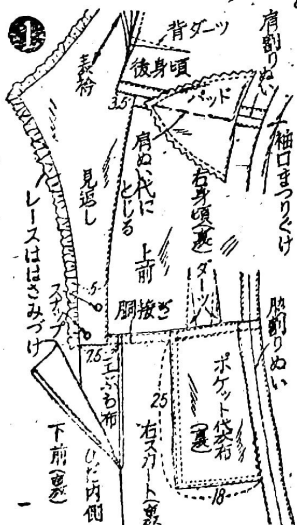 1
背ダーツ
後身頃
表衿
3.5
パッド
肩割りぬい
袖口まつりぐけ
肩ぬい代に
とじる
右身頃(裏)
見返し
上前
レースははさみづけ
スナップ
.5
胴接ぎ
ダーツ
脇割りぬい
7.5
ぶち布
ひだ内側
下前(裏)
25
右スカート(裏)
ポケット袋布
(裏)
18